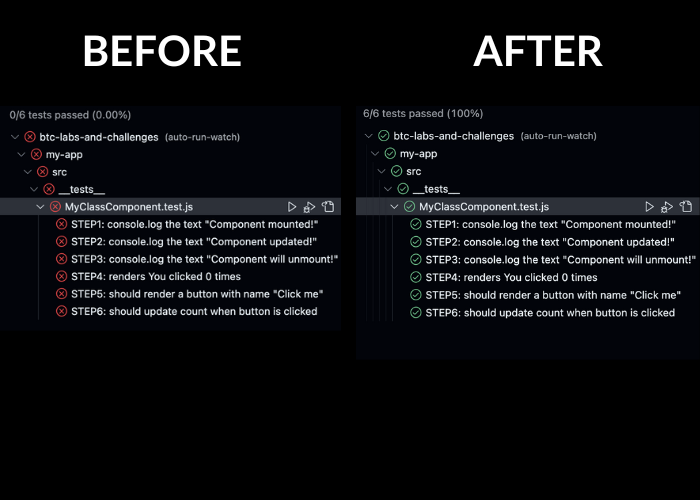 BEFORE
0/6 tests passed (0.00%)
btc-labs-and-challenges (auto-run-watch)
my-app
src
__tests__
MyClassComponent.test.js
STEP1: console.log the text "Component mounted!"
STEP2: console.log the text "Component updated!"
STEP3: console.log the text "Component will unmount!"
STEP4: renders You clicked 0 times
STEP5: should render a button with name "Click me"
STEP6: should update count when button is clicked
AFTER
6/6 tests passed (100%)
btc-labs-and-challenges (auto-run-watch)
my-app
src
__tests__
MyClassComponent.test.js
STEP1: console.log the text "Component mounted!"
STEP2: console.log the text "Component updated!"
STEP3: console.log the text "Component will unmount!"
STEP4: renders You clicked 0 times
STEP5: should render a button with name "Click me"
STEP6: should update count when button is clicked